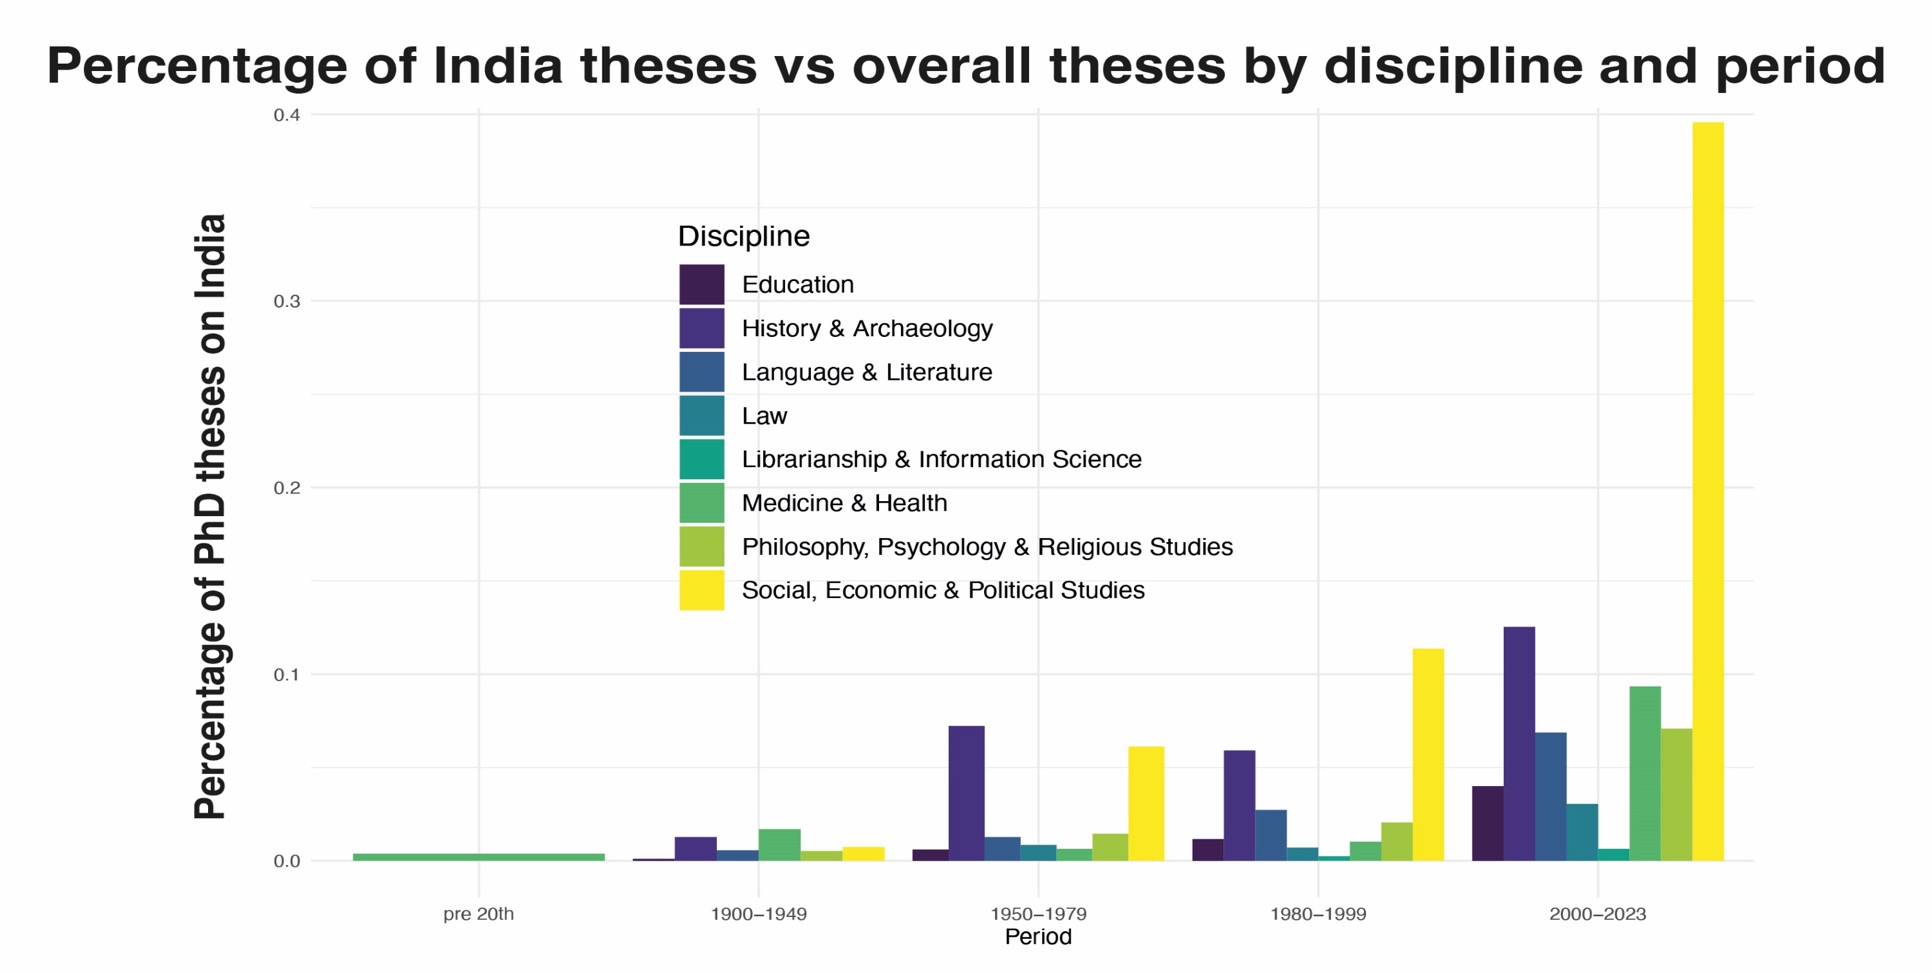 Percentage of India theses vs overall theses by discipline and period
Percentage of PhD theses on India
0.4
0.3
0.2
0.1
0.0
Discipline
Education
History & Archaeology
Language & Literature
Law
Librarianship & Information Science
Medicine & Health
Philosophy, Psychology & Religious Studies
Social, Economic & Political Studies
pre 20th
1900–1949
1950–1979
1980–1999
2000–2023
Period